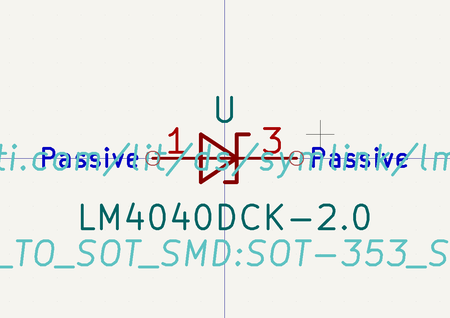 U
1 3
Passive Passive
ti.com/lit/ds/symlink/lm
LM4040DCK-2.0
_TO_SOT_SMD:SOT-353_S